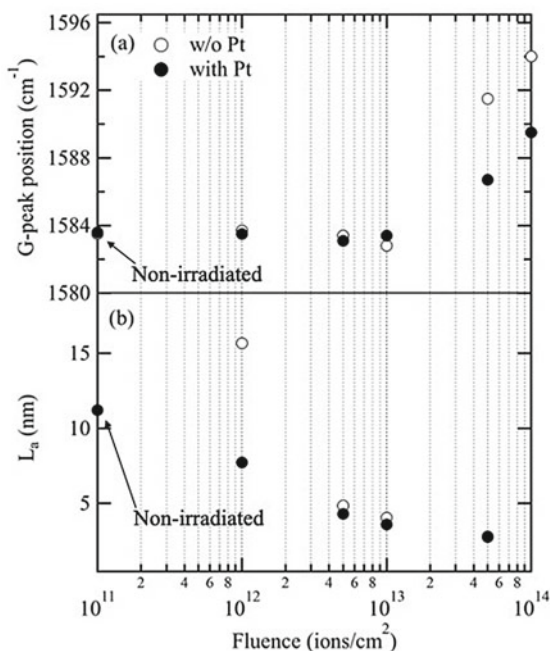 1596
(a)
w/o Pt
with Pt
1592
1588
1584
1580
G-peak position (cm⁻¹)
Non-irradiated
(b)
15
10
5
Lₐ (nm)
Non-irradiated
2 4 6 8 2 4 6 8 2 4 6 8
10¹¹ 10¹² 10¹³ 10¹⁴
Fluence (ions/cm²)